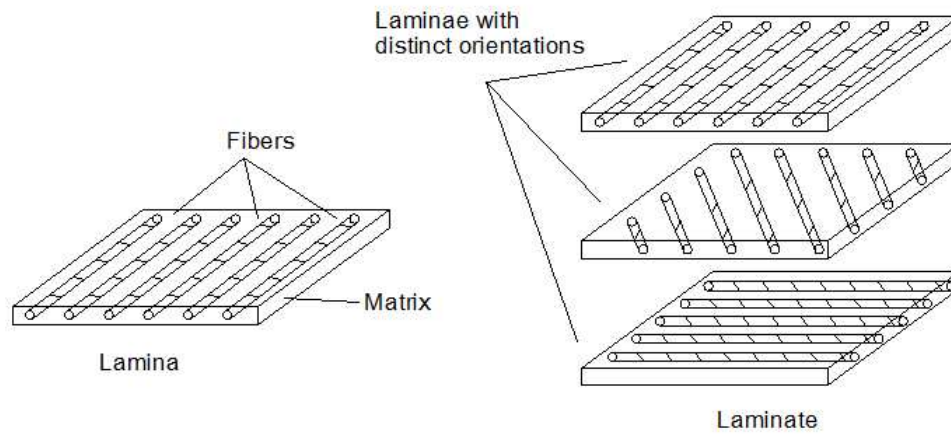 Laminae with
distinct orientations
Fibers
Matrix
Lamina
Laminate